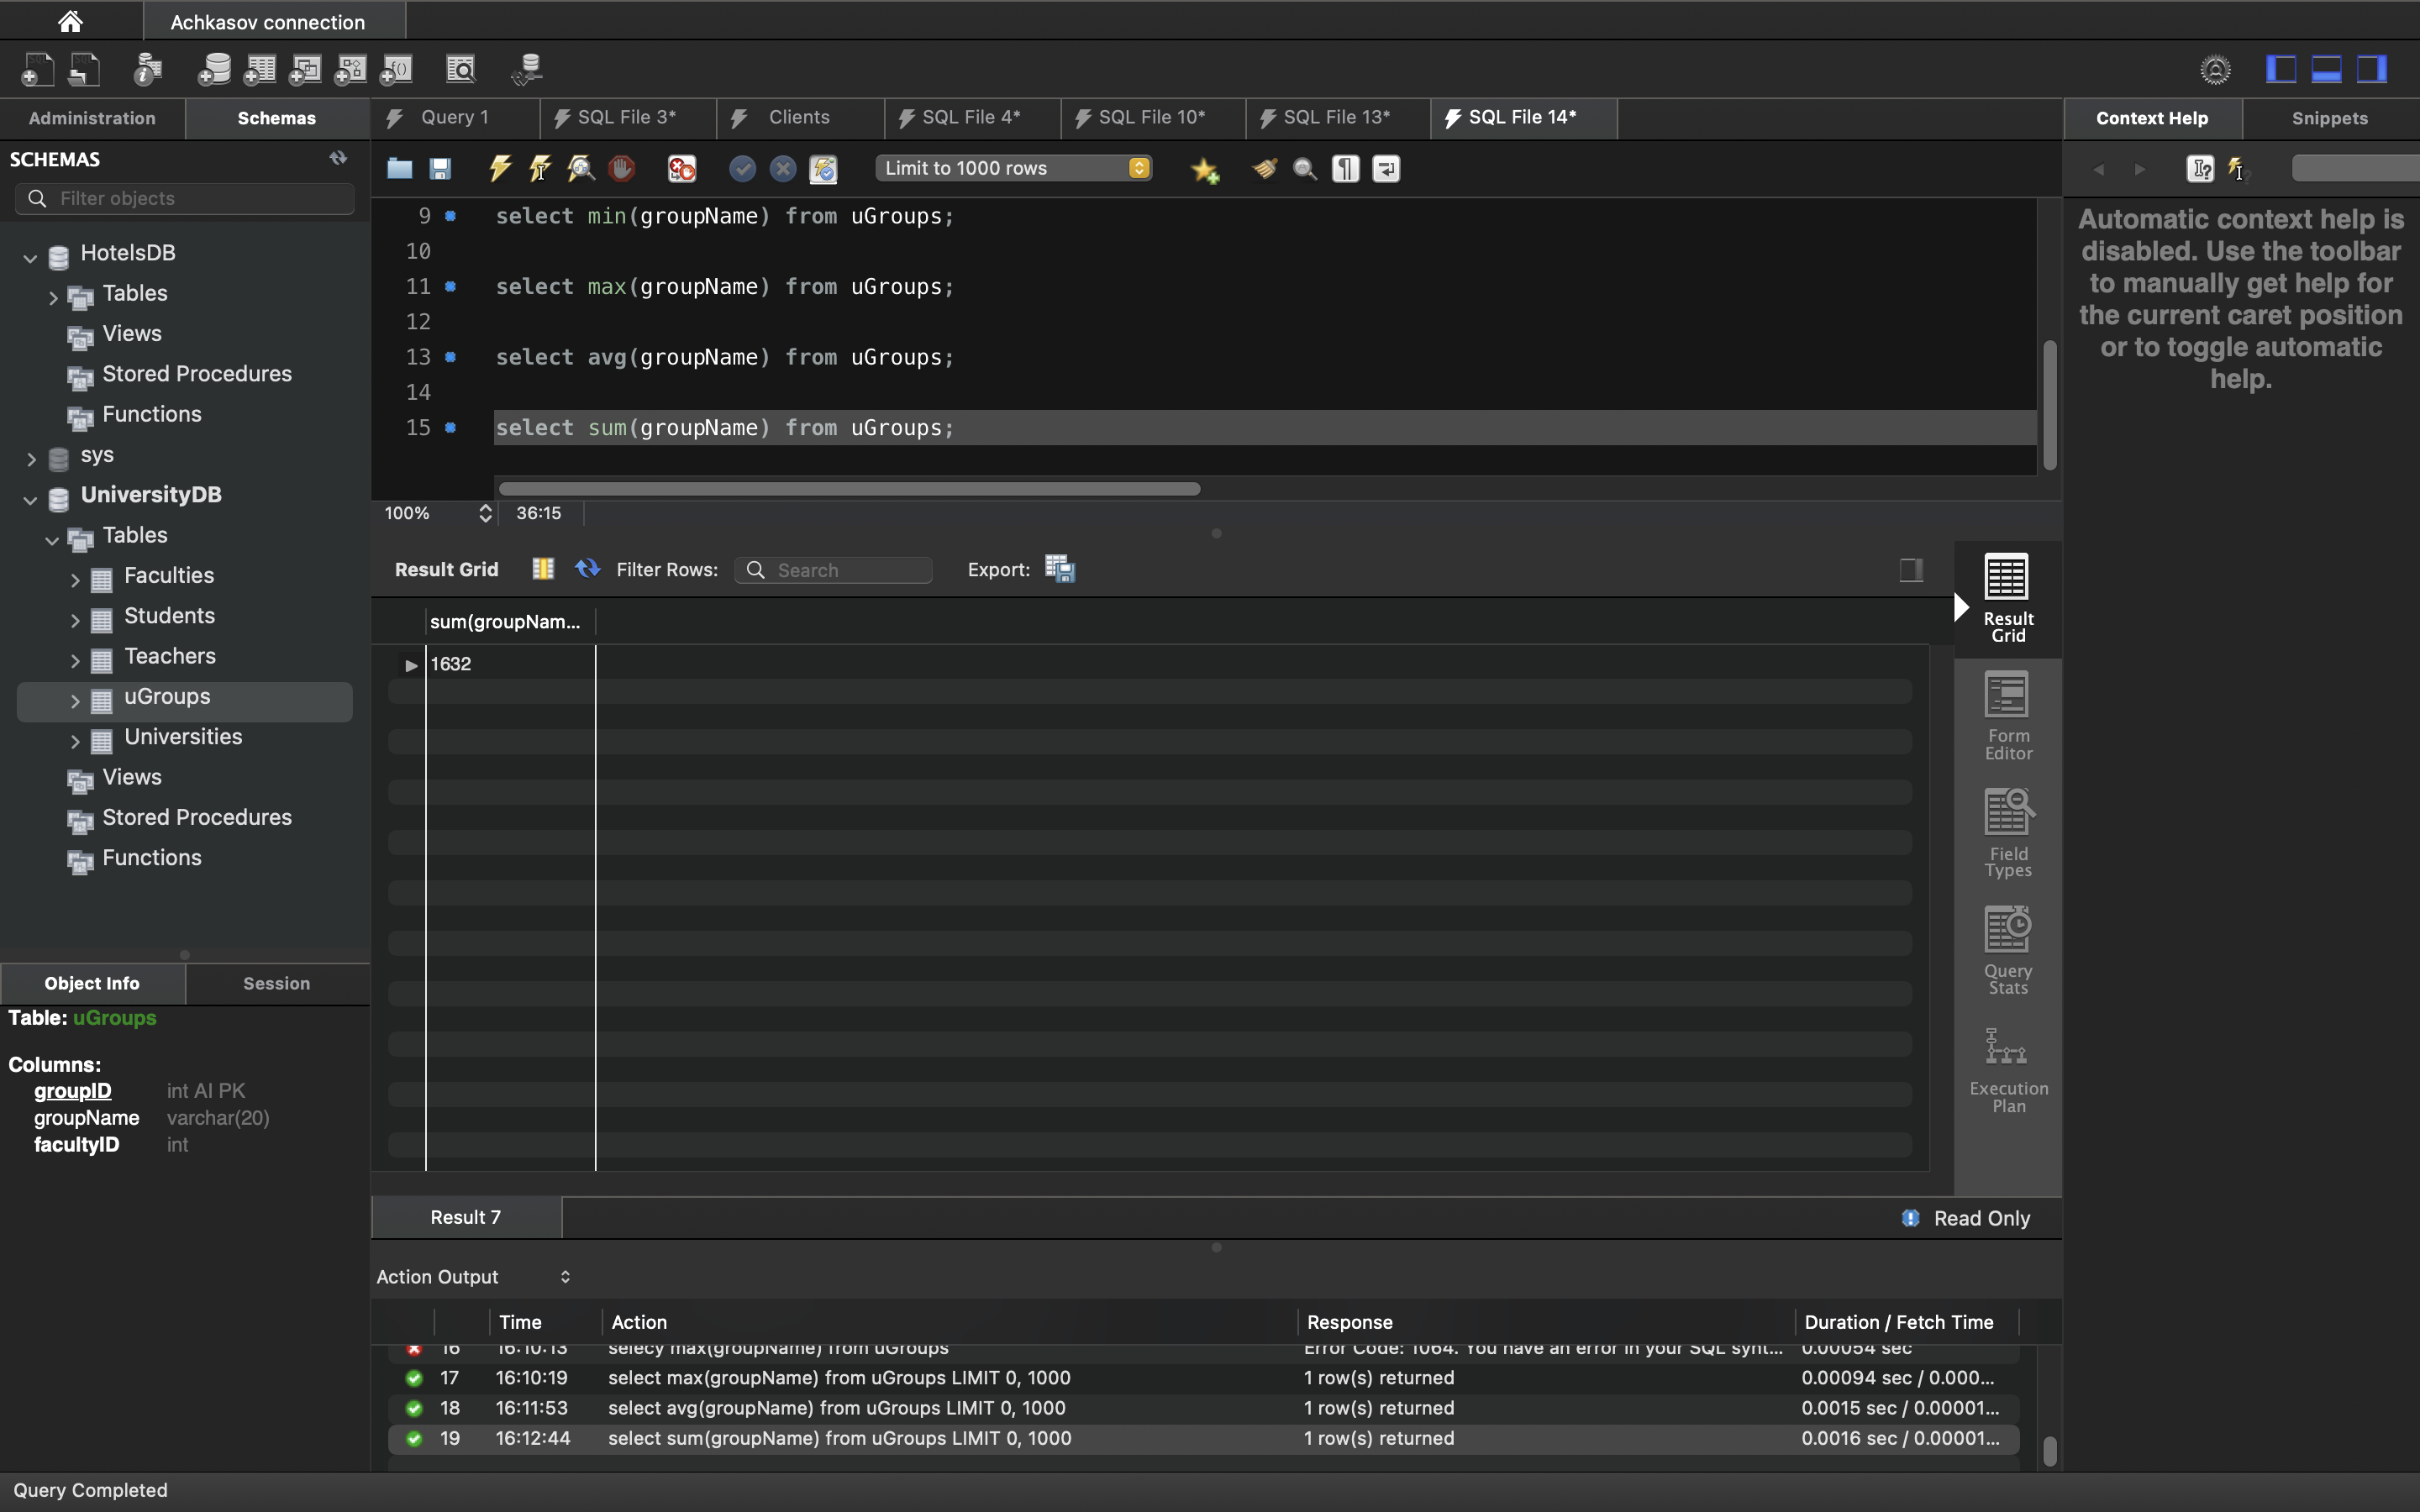 Achkasov connection
Administration
Schemas
Query 1
SQL File 3*
Clients
SQL File 4*
SQL File 10*
SQL File 13*
SQL File 14*
Context Help
Snippets
SCHEMAS
Filter objects
Limit to 1000 rows
HotelsDB
Tables
Views
Stored Procedures
Functions
sys
UniversityDB
Tables
Faculties
Students
Teachers
uGroups
Universities
Views
Stored Procedures
Functions
9 select min(groupName) from uGroups;
10
11 select max(groupName) from uGroups;
12
13 select avg(groupName) from uGroups;
14
15 select sum(groupName) from uGroups;
Automatic context help is
disabled. Use the toolbar
to manually get help for
the current caret position
or to toggle automatic
help.
100% 36:15
Result Grid Filter Rows: Search Export:
sum(groupNam...
1632
Result
Grid
Form
Editor
Field
Types
Query
Stats
Execution
Plan
Object Info
Session
Table: uGroups
Columns:
groupID int AI PK
groupName varchar(20)
facultyID int
Result 7
Read Only
Action Output
Time Action Response Duration / Fetch Time
16 16:10:13 selecy max(groupName) from uGroups Error Code: 1064. You have an error in your SQL synt... 0.00054 sec
17 16:10:19 select max(groupName) from uGroups LIMIT 0, 1000 1 row(s) returned 0.00094 sec / 0.000...
18 16:11:53 select avg(groupName) from uGroups LIMIT 0, 1000 1 row(s) returned 0.0015 sec / 0.00001...
19 16:12:44 select sum(groupName) from uGroups LIMIT 0, 1000 1 row(s) returned 0.0016 sec / 0.00001...
Query Completed